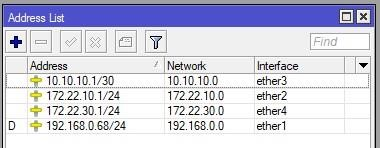 Address List
Find
Address Network Interface
10.10.10.1/30 10.10.10.0 ether3
172.22.10.1/24 172.22.10.0 ether2
172.22.30.1/24 172.22.30.0 ether4
D 192.168.0.68/24 192.168.0.0 ether1